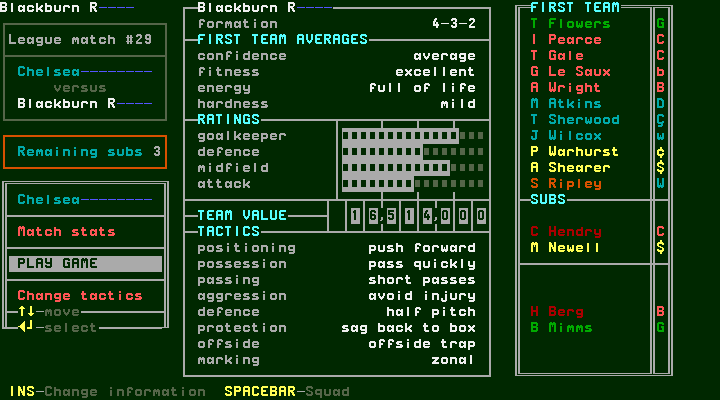 Blackburn R
League match #29
Chelsea
versus
Blackburn R
Remaining subs 3
Chelsea
Match stats
PLAY GAME
Change tactics
↑↓ move
↵ select
Blackburn R
formation 4-3-2
FIRST TEAM AVERAGES
confidence average
fitness excellent
energy full of life
hardness mild
RATINGS
goalkeeper
defence
midfield
attack
TEAM VALUE 16,514,000
TACTICS
positioning push forward
possession pass quickly
passing short passes
aggression avoid injury
defence half pitch
protection sag back to box
offside offside trap
marking zonal
FIRST TEAM
T Flowers G
I Pearce C
T Gale C
G Le Saux b
A Wright B
M Atkins D
T Sherwood Ç
J Wilcox w
P Warhurst ¢
A Shearer $
S Ripley W
SUBS
C Hendry C
M Newell $
H Berg B
B Mimms G
INS-Change information SPACEBAR-Squad